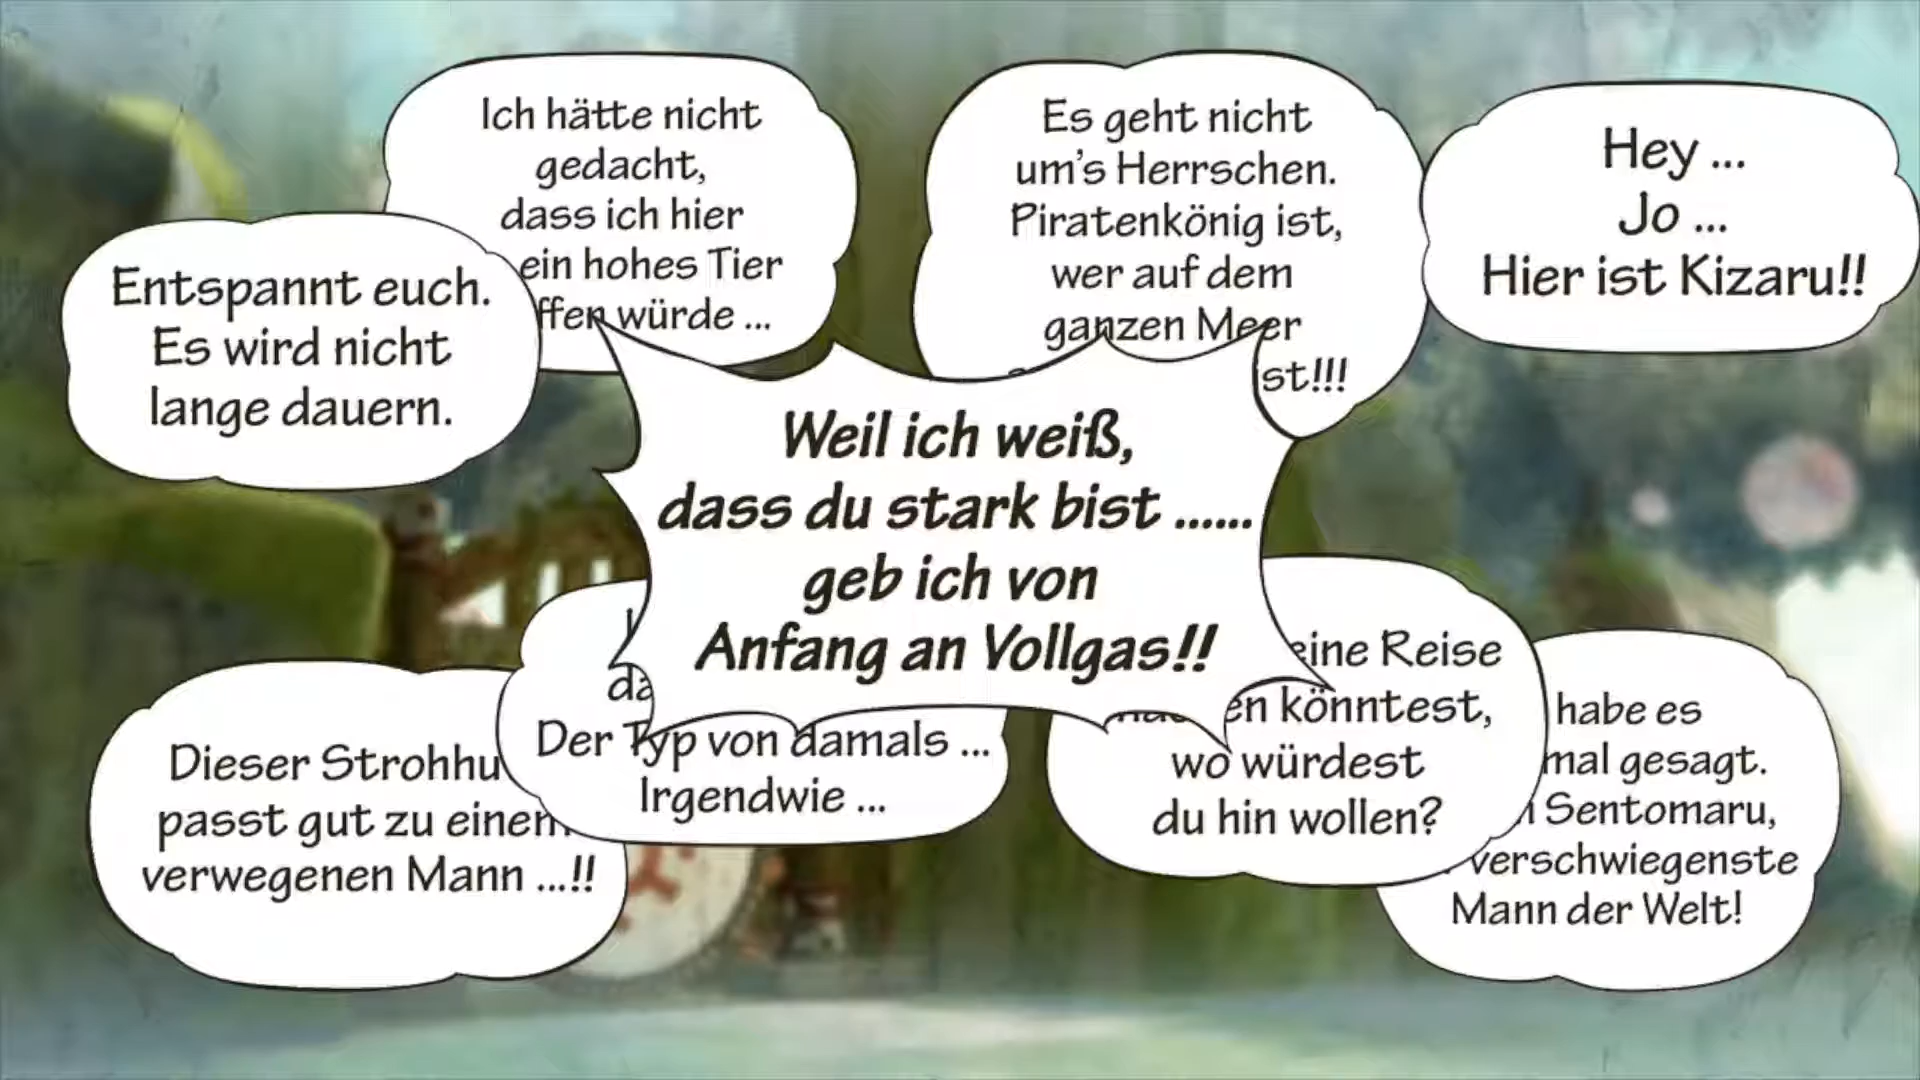 Ich hätte nicht
gedacht,
dass ich hier
ein hohes Tier
würde ...
Es geht nicht
um's Herrschen.
Piratenkönig ist,
wer auf dem
ganzen Meer
Hey ...
Jo ...
Hier ist Kizaru!!
Entspannt euch.
Es wird nicht
lange dauern.
Weil ich weiß,
dass du stark bist ......
geb ich von
Anfang an Vollgas!!
Dieser
passt gut zu einem
verwegenen Mann ...!!
Der Typ von damals ...
Irgendwie ...
Reise
könntest,
wo würdest
du hin wollen?
habe es
gesagt.
Sentomaru,
verschwiegenste
Mann der Welt!